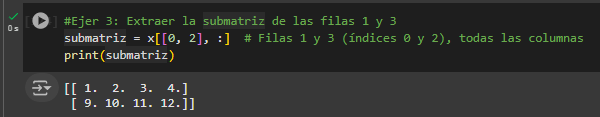 #Ejer 3: Extraer la submatriz de las filas 1 y 3
0s
submatriz = x[[0, 2], :]  # Filas 1 y 3 (índices 0 y 2), todas las columnas
print(submatriz)
[[ 1.  2.  3.  4.]
 [ 9. 10. 11. 12.]]